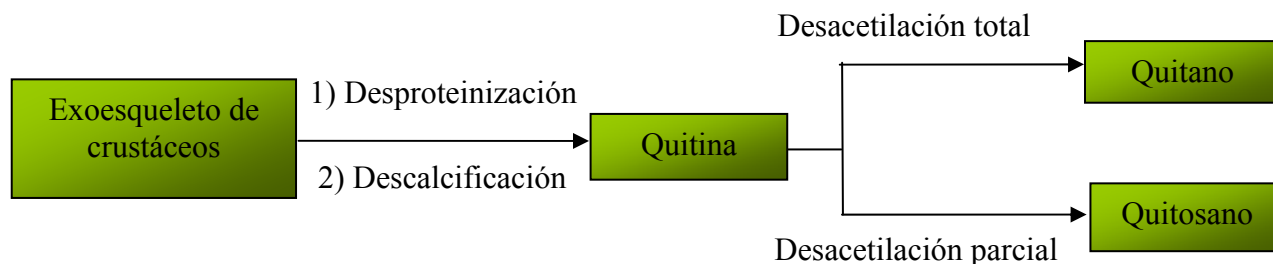 Desacetilación total
Quitano
1) Desproteinización
Exoesqueleto de
crustáceos
Quitina
2) Descalcificación
Quitosano
Desacetilación parcial